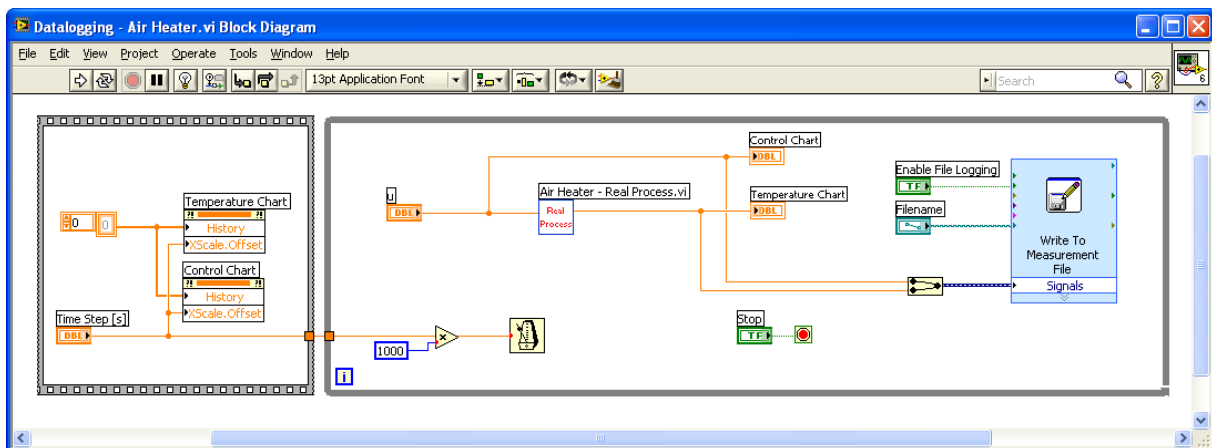 Datalogging - Air Heater.vi Block Diagram
File Edit View Project Operate Tools Window Help
13pt Application Font
Search
6
Control Chart
DBL
Enable File Logging
TF
u
DBL
Air Heater - Real Process.vi
Real
Process
Temperature Chart
DBL
Filename
Write To
Measurement
File
Signals
0
0
Temperature Chart
?! ?!
History
XScale.Offset
Control Chart
?! ?!
History
XScale.Offset
Time Step [s]
DBL
1000
x
Stop
TF
i